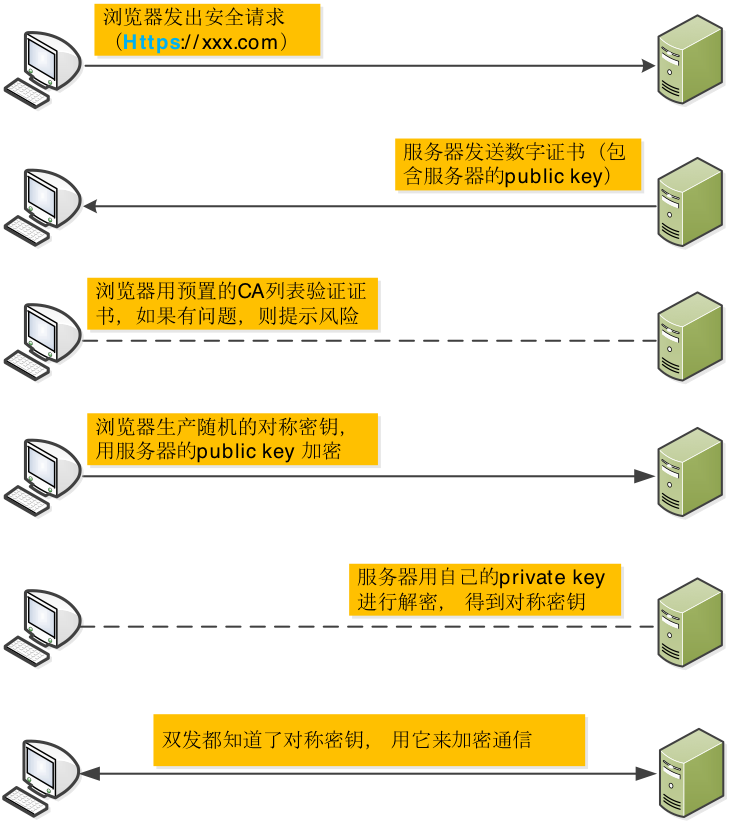 浏览器发出安全请求
（Https://xxx.com）
服务器发送数字证书（包
含服务器的public key）
浏览器用预置的CA列表验证证
书，如果有问题，则提示风险
浏览器生产随机的对称密钥，
用服务器的public key 加密
服务器用自己的private key
进行解密， 得到对称密钥
双发都知道了对称密钥， 用它来加密通信